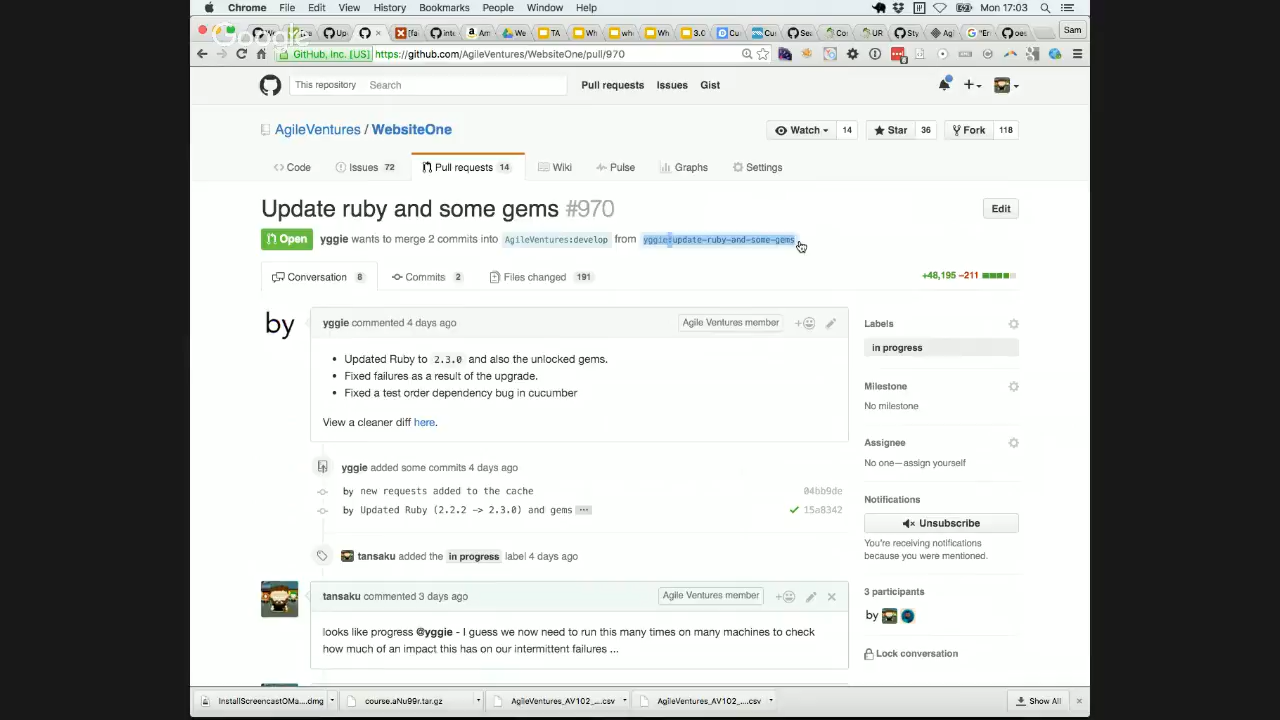 Chrome File Edit View History Bookmarks People Window Help Mon 17:03
Google
Sam
GitHub, Inc. [US] https://github.com/AgileVentures/WebsiteOne/pull/970
This repository Search Pull requests Issues Gist
AgileVentures / WebsiteOne Watch 14 Star 36 Fork 118
Code Issues 72 Pull requests 14 Wiki Pulse Graphs Settings
Update ruby and some gems #970 Edit
Open yggie wants to merge 2 commits into AgileVentures:develop from yggie:update-ruby-and-some-gems
Conversation 8 Commits 2 Files changed 191 +48,195 −211
by yggie commented 4 days ago Agile Ventures member
• Updated Ruby to 2.3.0 and also the unlocked gems.
• Fixed failures as a result of the upgrade.
• Fixed a test order dependency bug in cucumber
View a cleaner diff here.
yggie added some commits 4 days ago
by new requests added to the cache 04bb9de
by Updated Ruby (2.2.2 -> 2.3.0) and gems ... 15a8342
tansaku added the in progress label 4 days ago
tansaku commented 3 days ago Agile Ventures member
looks like progress @yggie - I guess we now need to run this many times on many machines to check
how much of an impact this has on our intermittent failures ...
Labels
in progress
Milestone
No milestone
Assignee
No one—assign yourself
Notifications
Unsubscribe
You're receiving notifications
because you were mentioned.
3 participants
by
Lock conversation
InstallScreencastOMa....dmg course.aNu99r.tar.gz AgileVentures_AV102_....csv AgileVentures_AV102_....csv Show All